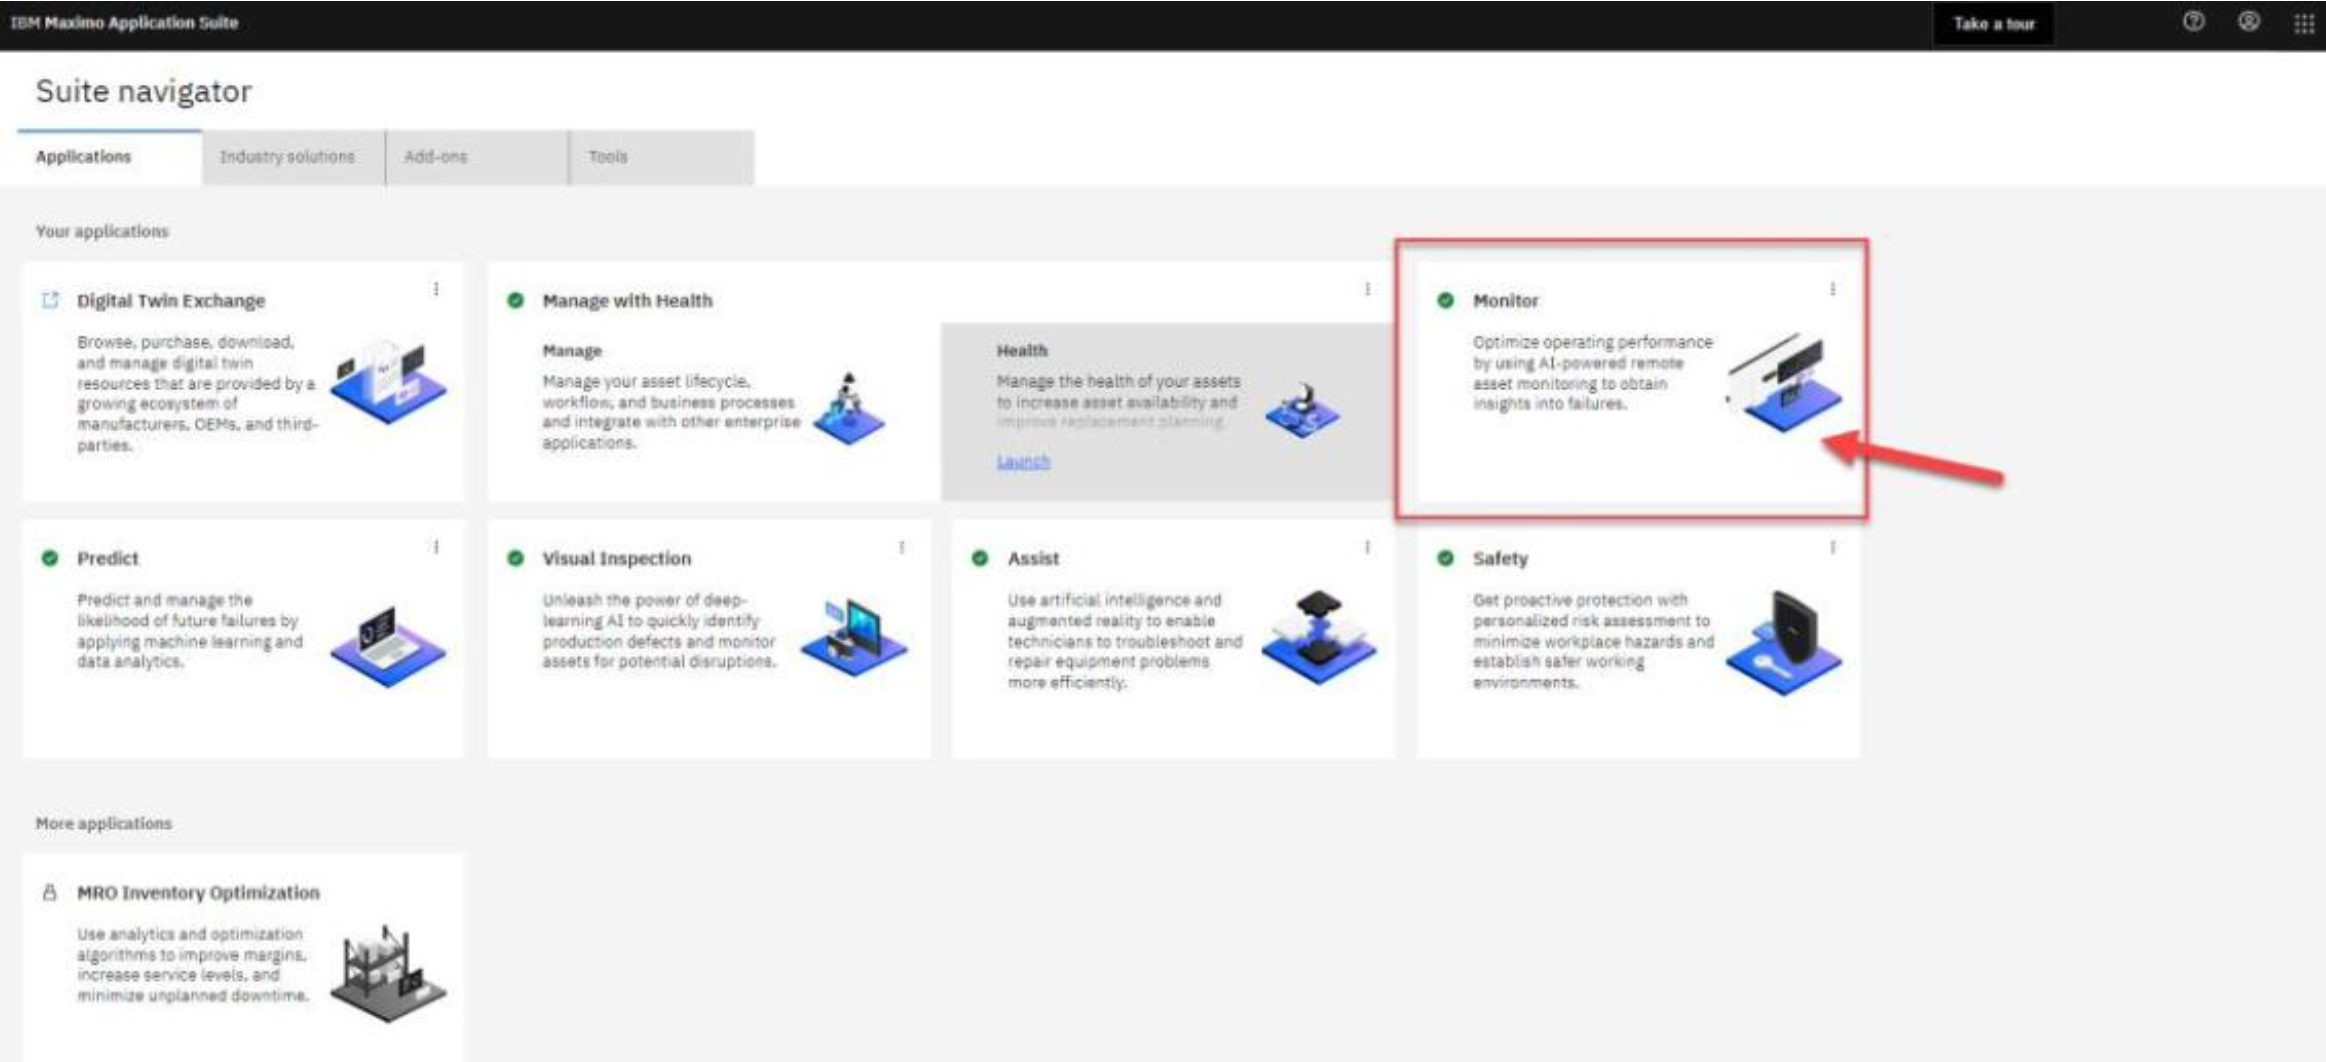 IBM Maximo Application Suite
Take a tour
Suite navigator
Applications
Industry solutions
Add-ons
Tools
Your applications
Digital Twin Exchange
Browse, purchase, download,
and manage digital twin
resources that are provided by a
growing ecosystem of
manufacturers, OEMs, and third-
parties.
Manage with Health
Manage
Manage your asset lifecycle,
workflow, and business processes
and integrate with other enterprise
applications.
Health
Manage the health of your assets
to increase asset availability and
improve replacement planning.
Launch
Monitor
Optimize operating performance
by using AI-powered remote
asset monitoring to obtain
insights into failures.
Predict
Predict and manage the
likelihood of future failures by
applying machine learning and
data analytics.
Visual Inspection
Unleash the power of deep-
learning AI to quickly identify
production defects and monitor
assets for potential disruptions.
Assist
Use artificial intelligence and
augmented reality to enable
technicians to troubleshoot and
repair equipment problems
more efficiently.
Safety
Get proactive protection with
personalized risk assessment to
minimize workplace hazards and
establish safer working
environments.
More applications
MRO Inventory Optimization
Use analytics and optimization
algorithms to improve margins,
increase service levels, and
minimize unplanned downtime.